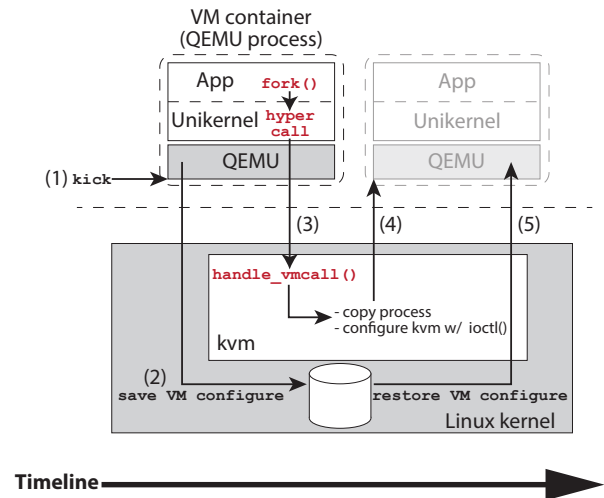 VM container
(QEMU process)
App
fork()
Unikernel
hyper
call
QEMU
App
Unikernel
QEMU
(1) kick
(3)
(4)
(5)
handle_vmcall()
- copy process
- configure kvm w/ ioctl()
kvm
(2)
save VM configure
restore VM configure
Linux kernel
Timeline